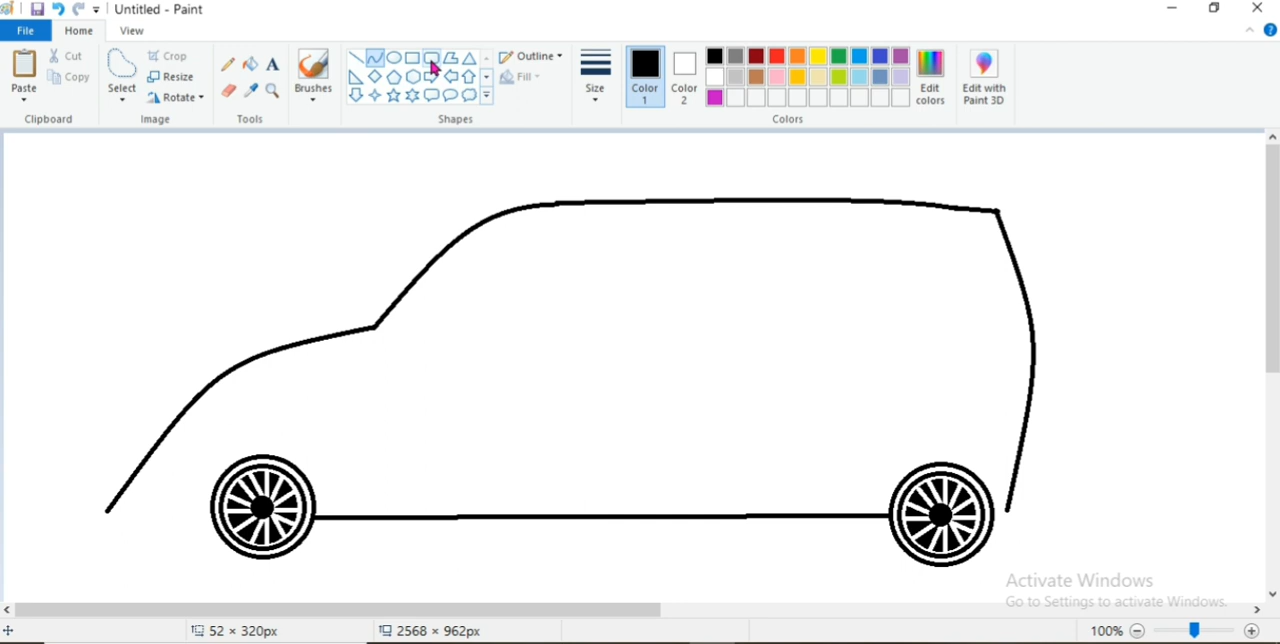 Untitled - Paint
File Home View
Paste
Cut
Copy
Clipboard
Select
Crop
Resize
Rotate
Image
A
Tools
Brushes
Outline
Fill
Shapes
Size
Color 1
Color 2
Edit colors
Colors
Edit with Paint 3D
Activate Windows
Go to Settings to activate Windows.
52 × 320px
2568 × 962px
100%